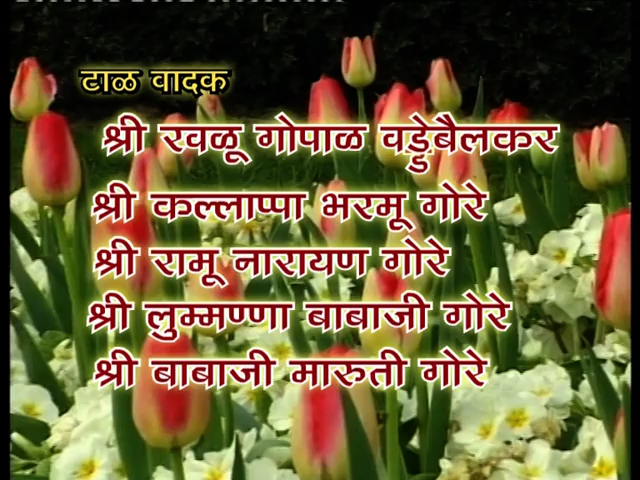 टाळ वादक
श्री रवळू गोपाळ वड्डेबैलकर
श्री कल्लाप्पा भरमू गोरे
श्री रामू नारायण गोरे
श्री लुम्मण्णा बाबाजी गोरे
श्री बाबाजी मारुती गोरे